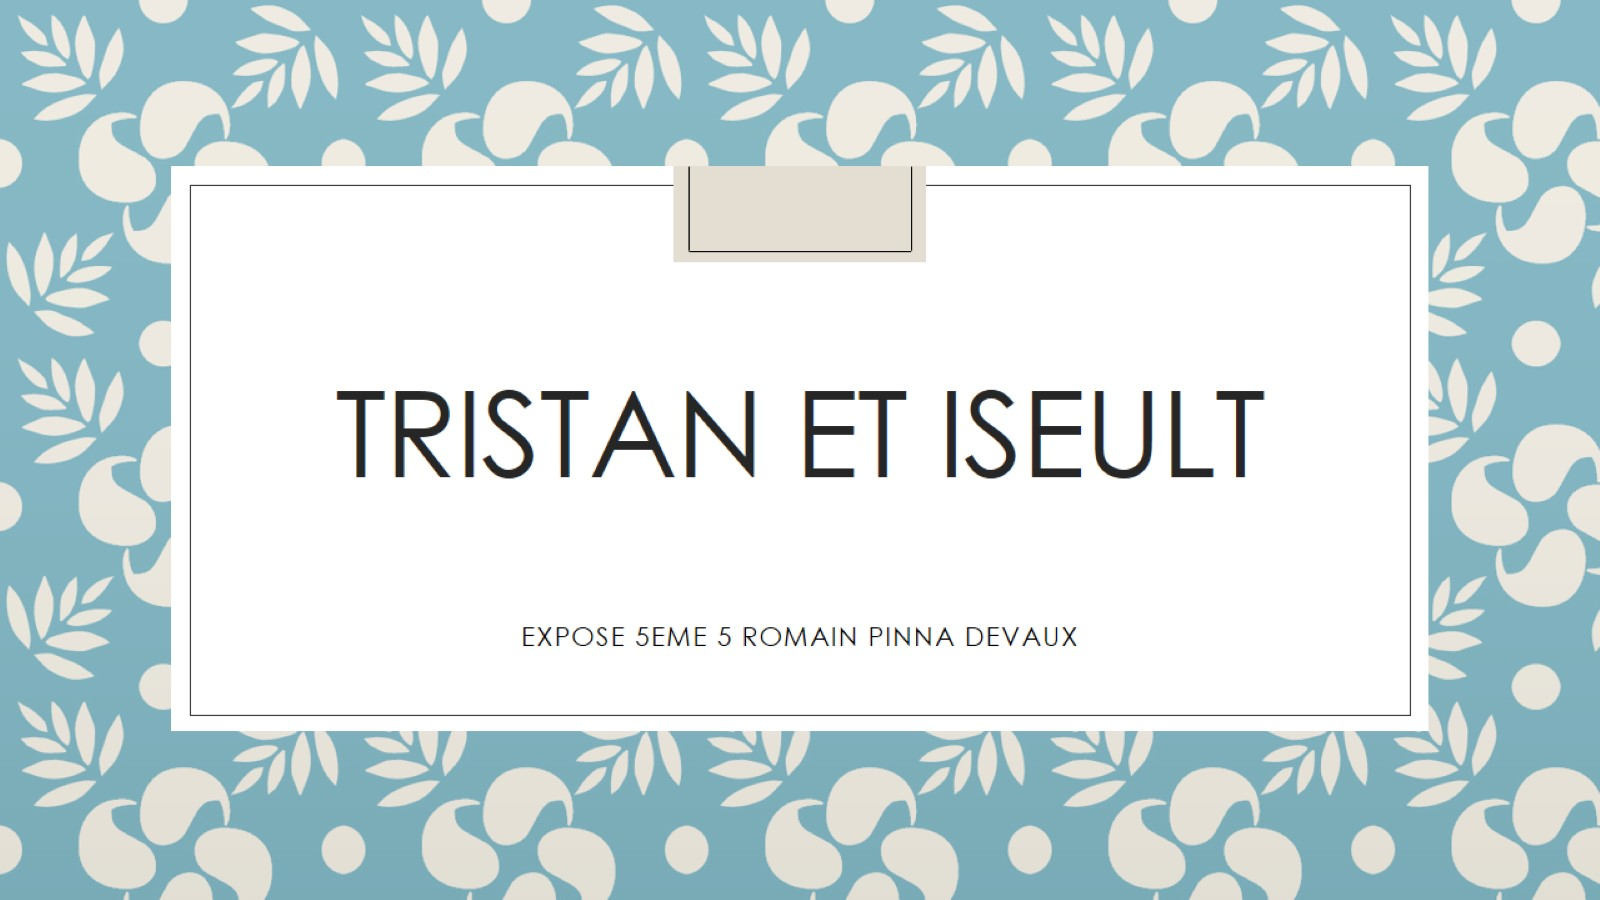 TRISTAN ET ISEULT
EXPOSE 5EME 5 ROMAIN PINNA DEVAUX